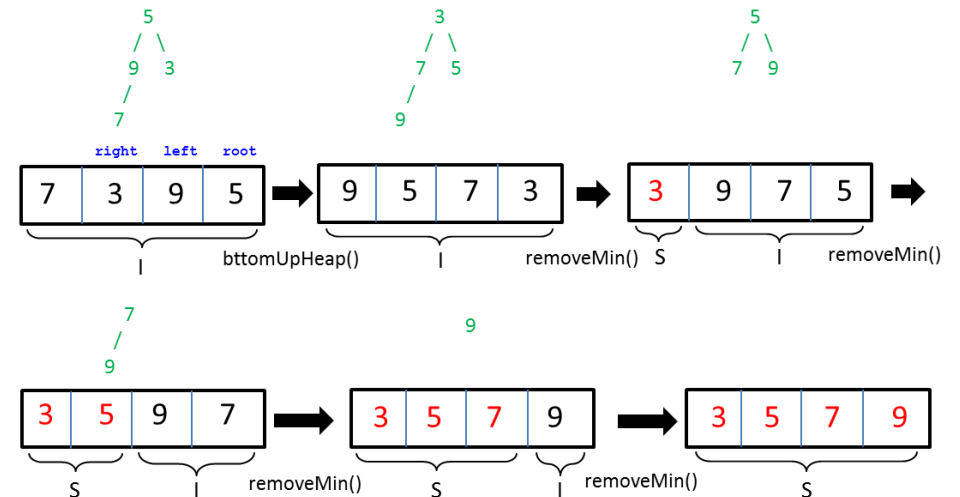 5 3 5
/ \ / \ / \
9 3 7 5 7 9
/ /
7 9
right left root
7 3 9 5 9 5 7 3 3 9 7 5
I bttomUpHeap() I removeMin() S I removeMin()
7 9
/
9
3 5 9 7 3 5 7 9 3 5 7 9
S I removeMin() S I removeMin() S